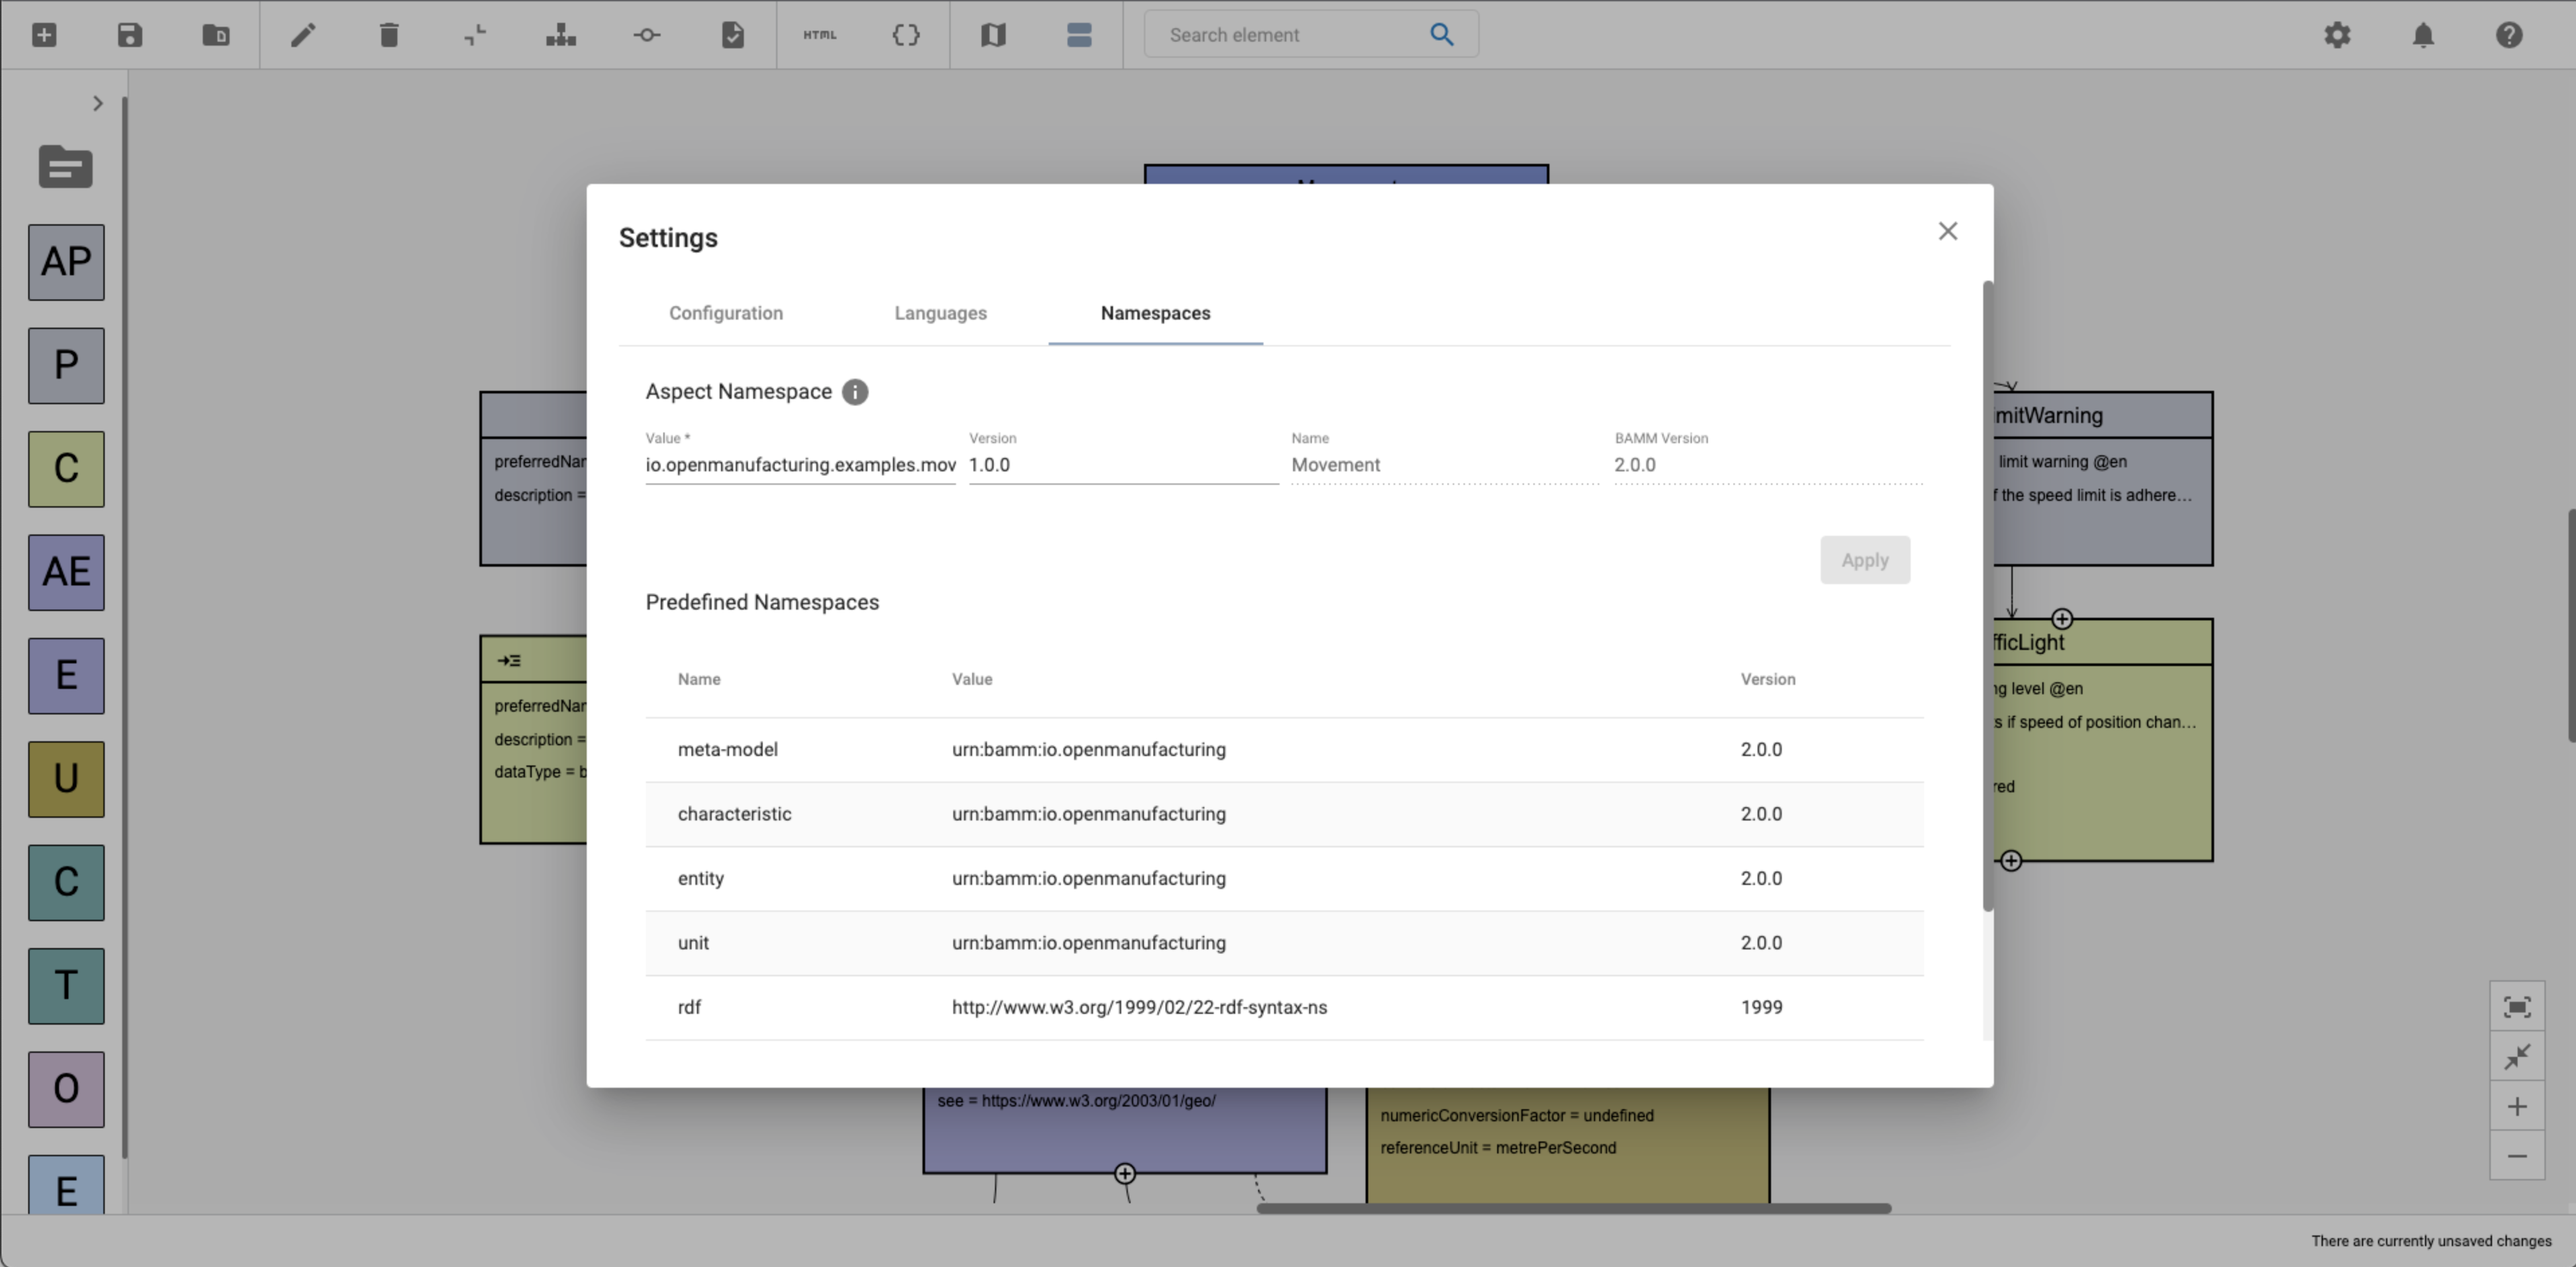 HTML
Search element
AP
P
C
AE
E
U
C
T
O
E
Settings
Configuration Languages Namespaces
Aspect Namespace
Value * Version Name BAMM Version
io.openmanufacturing.examples.mov 1.0.0 Movement 2.0.0
Apply
Predefined Namespaces
Name Value Version
meta-model urn:bamm:io.openmanufacturing 2.0.0
characteristic urn:bamm:io.openmanufacturing 2.0.0
entity urn:bamm:io.openmanufacturing 2.0.0
unit urn:bamm:io.openmanufacturing 2.0.0
rdf http://www.w3.org/1999/02/22-rdf-syntax-ns 1999
preferredNar
description =
preferredNar
description =
dataType = b
mitWarning
limit warning @en
f the speed limit is adhere...
fficLight
ng level @en
s if speed of position chan...
red
see = https://www.w3.org/2003/01/geo/
numericConversionFactor = undefined
referenceUnit = metrePerSecond
There are currently unsaved changes